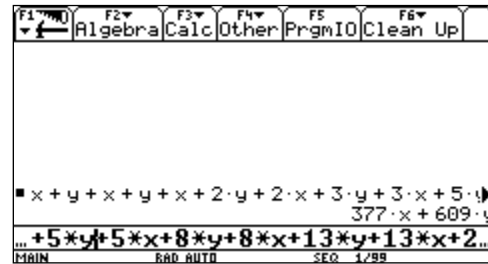 F1 F2 F3 F4 F5 F6
Algebra Calc Other PrgmIO Clean Up
x + y + x + y + x + 2·y + 2·x + 3·y + 3·x + 5·y
377·x + 609·y
…+5*y+5*x+8*y+8*x+13*y+13*x+2…
MAIN RAD AUTO SEQ 1/99